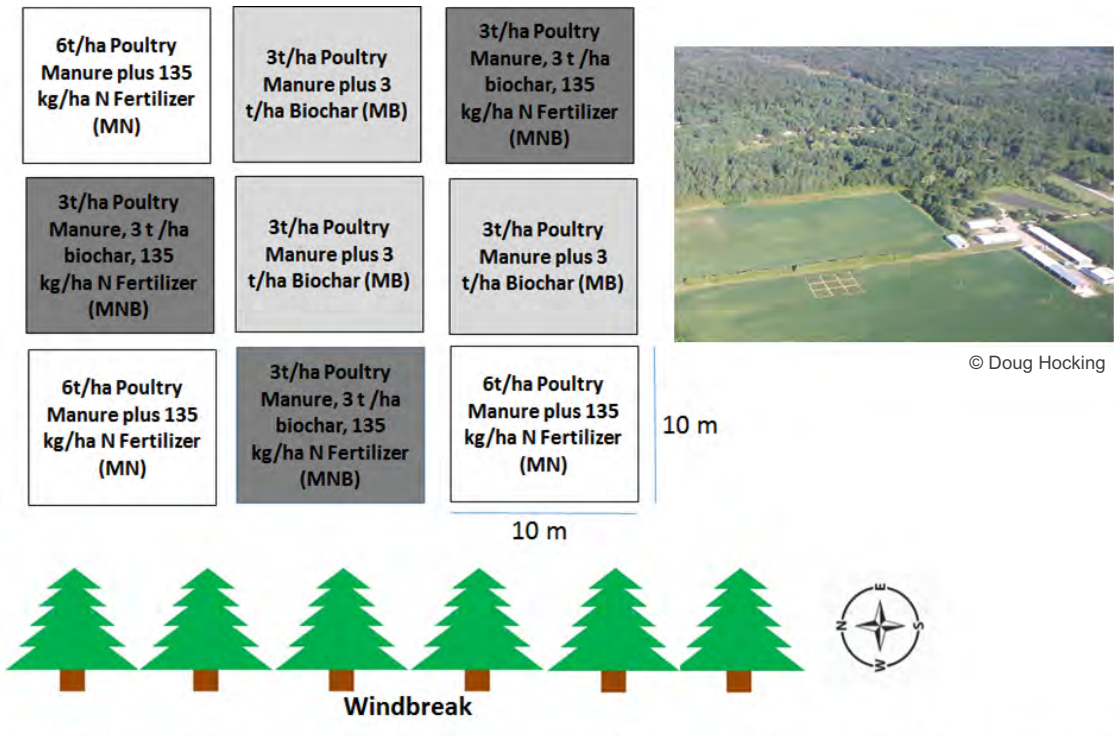 6t/ha Poultry
Manure plus 135
kg/ha N Fertilizer
(MN)
3t/ha Poultry
Manure plus 3
t/ha Biochar (MB)
3t/ha Poultry
Manure, 3 t /ha
biochar, 135
kg/ha N Fertilizer
(MNB)
3t/ha Poultry
Manure, 3 t /ha
biochar, 135
kg/ha N Fertilizer
(MNB)
3t/ha Poultry
Manure plus 3
t/ha Biochar (MB)
3t/ha Poultry
Manure plus 3
t/ha Biochar (MB)
6t/ha Poultry
Manure plus 135
kg/ha N Fertilizer
(MN)
3t/ha Poultry
Manure, 3 t /ha
biochar, 135
kg/ha N Fertilizer
(MNB)
6t/ha Poultry
Manure plus 135
kg/ha N Fertilizer
(MN)
10 m
10 m
© Doug Hocking
E
N
S
W
Windbreak